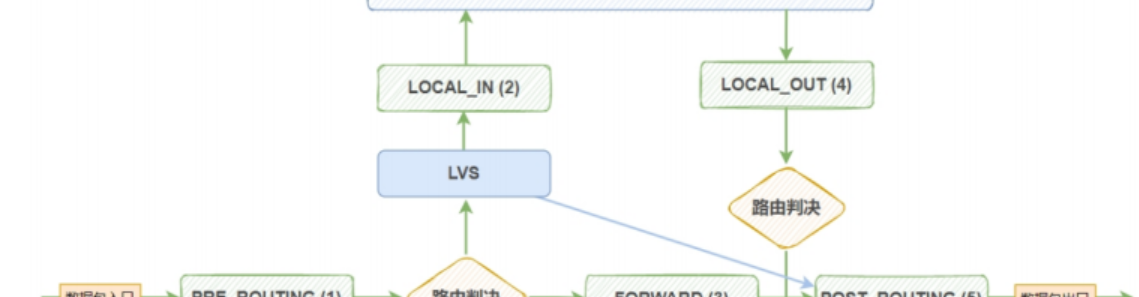 LOCAL_IN (2)
LOCAL_OUT (4)
LVS
路由判决
数据包入口
PRE_ROUTING (1)
路由判决
FORWARD (3)
POST_ROUTING (5)
数据包出口